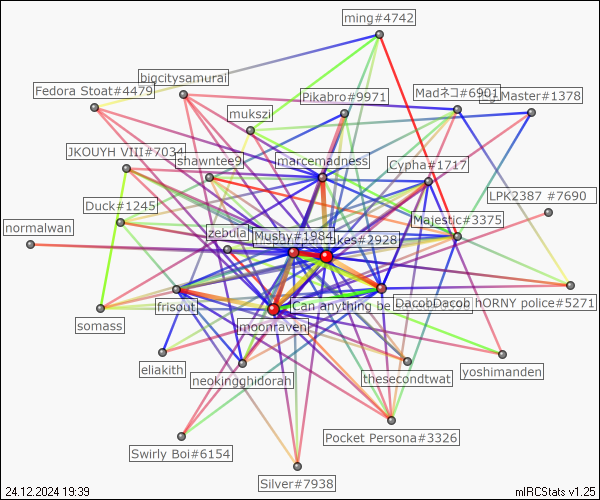 ming#4742
bigcitysamurai
Fedora Stoat#4479
Pikabro#9971
Madネコ#6901
Master#1378
mukszi
JKOUYH VIII#7034
shawntee9
marcemadness
Cypha#1717
LPK2387 #7690
Duck#1245
Majestic#3375
normalwan
zebula
Mushy#1984
kes#2928
frisout
Can anything be
DacobDacob hORNY police#5271
somass
moonraven
eliakith
neokingghidorah
thesecondtwat
yoshimanden
Pocket Persona#3326
Swirly Boi#6154
Silver#7938
24.12.2024 19:39
mIRCStats v1.25